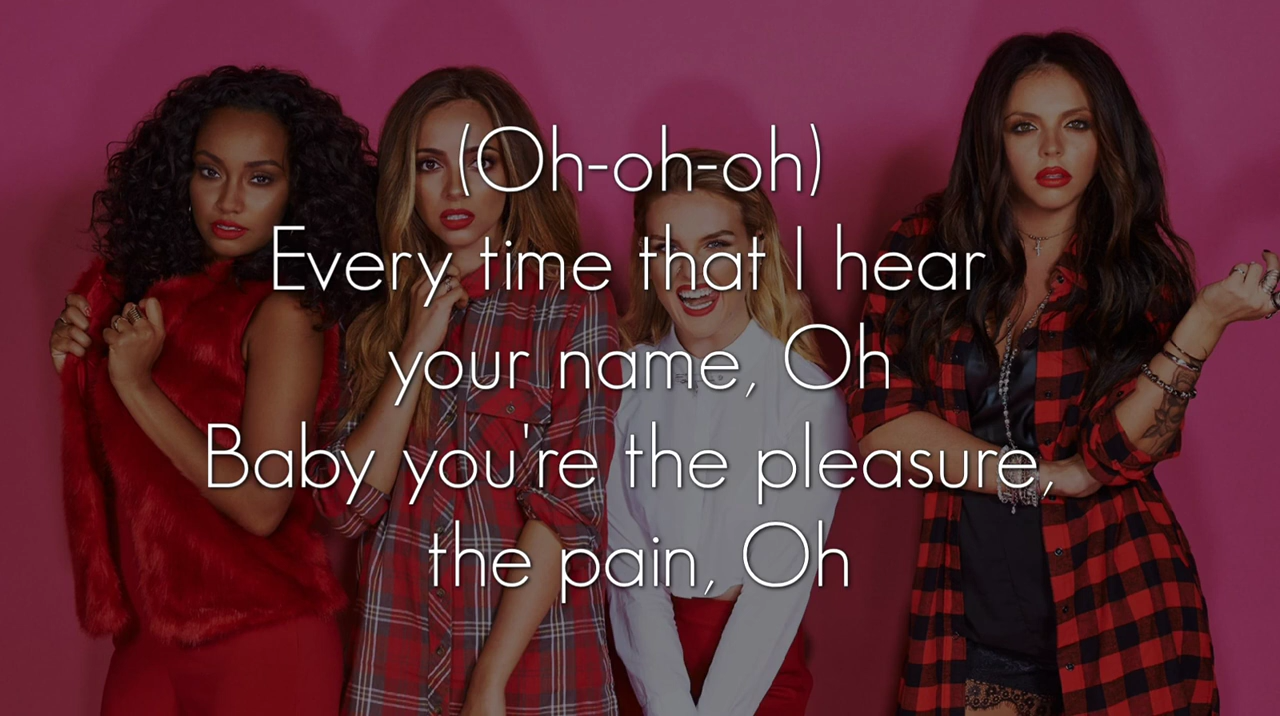 (Oh-oh-oh)
Every time that I hear
your name, Oh
Baby you're the pleasure,
the pain, Oh